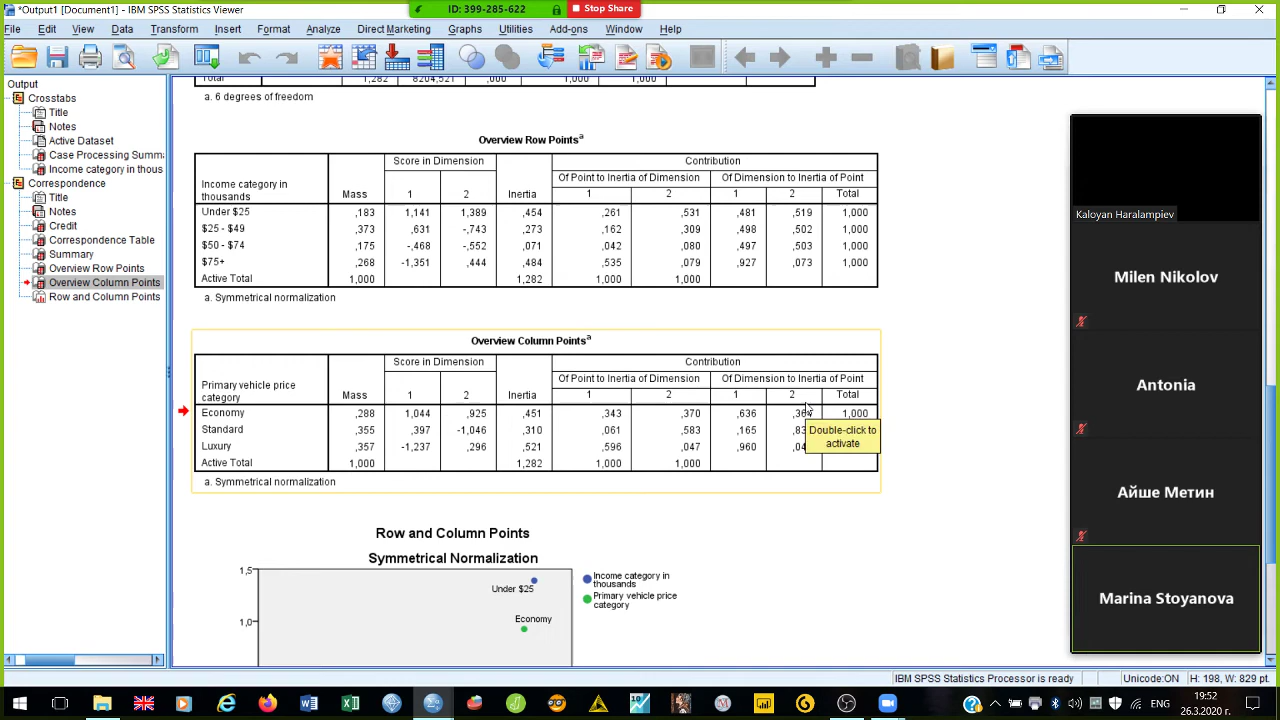 *Output1 [Document1] - IBM SPSS Statistics Viewer
ID: 399-285-622
Stop Share
File Edit View Data Transform Insert Format Analyze Direct Marketing Graphs Utilities Add-ons Window Help
Output
Crosstabs
Title
Notes
Active Dataset
Case Processing Summa
Income category in thous
Correspondence
Title
Notes
Credit
Correspondence Table
Summary
Overview Row Points
Overview Column Points
Row and Column Points
Total 1,282 8204,521 ,000 1,000 1,000
a. 6 degrees of freedom
Overview Row Points a
Score in Dimension Contribution
Of Point to Inertia of Dimension Of Dimension to Inertia of Point
Income category in thousands Mass 1 2 Inertia 1 2 1 2 Total
Under $25 ,183 1,141 1,389 ,454 ,261 ,531 ,481 ,519 1,000
$25 - $49 ,373 ,631 -,743 ,273 ,162 ,309 ,498 ,502 1,000
$50 - $74 ,175 -,468 -,552 ,071 ,042 ,080 ,497 ,503 1,000
$75+ ,268 -1,351 ,444 ,484 ,535 ,079 ,927 ,073 1,000
Active Total 1,000 1,282 1,000 1,000
a. Symmetrical normalization
Overview Column Points a
Score in Dimension Contribution
Of Point to Inertia of Dimension Of Dimension to Inertia of Point
Primary vehicle price category Mass 1 2 Inertia 1 2 1 2 Total
Economy ,288 1,044 ,925 ,451 ,343 ,370 ,636 1,000
Standard ,355 ,397 -1,046 ,310 ,061 ,583 ,165
Luxury ,357 -1,237 ,296 ,521 ,596 ,047 ,960
Active Total 1,000 1,282 1,000 1,000
Double-click to
activate
a. Symmetrical normalization
Row and Column Points
Symmetrical Normalization
1,5
1,0
Under $25
Economy
Income category in
thousands
Primary vehicle price
category
Kaloyan Haralampiev
Milen Nikolov
Antonia
Айше Метин
Marina Stoyanova
IBM SPSS Statistics Processor is ready Unicode:ON H: 198, W: 829 pt.
19:52
26.3.2020 г.